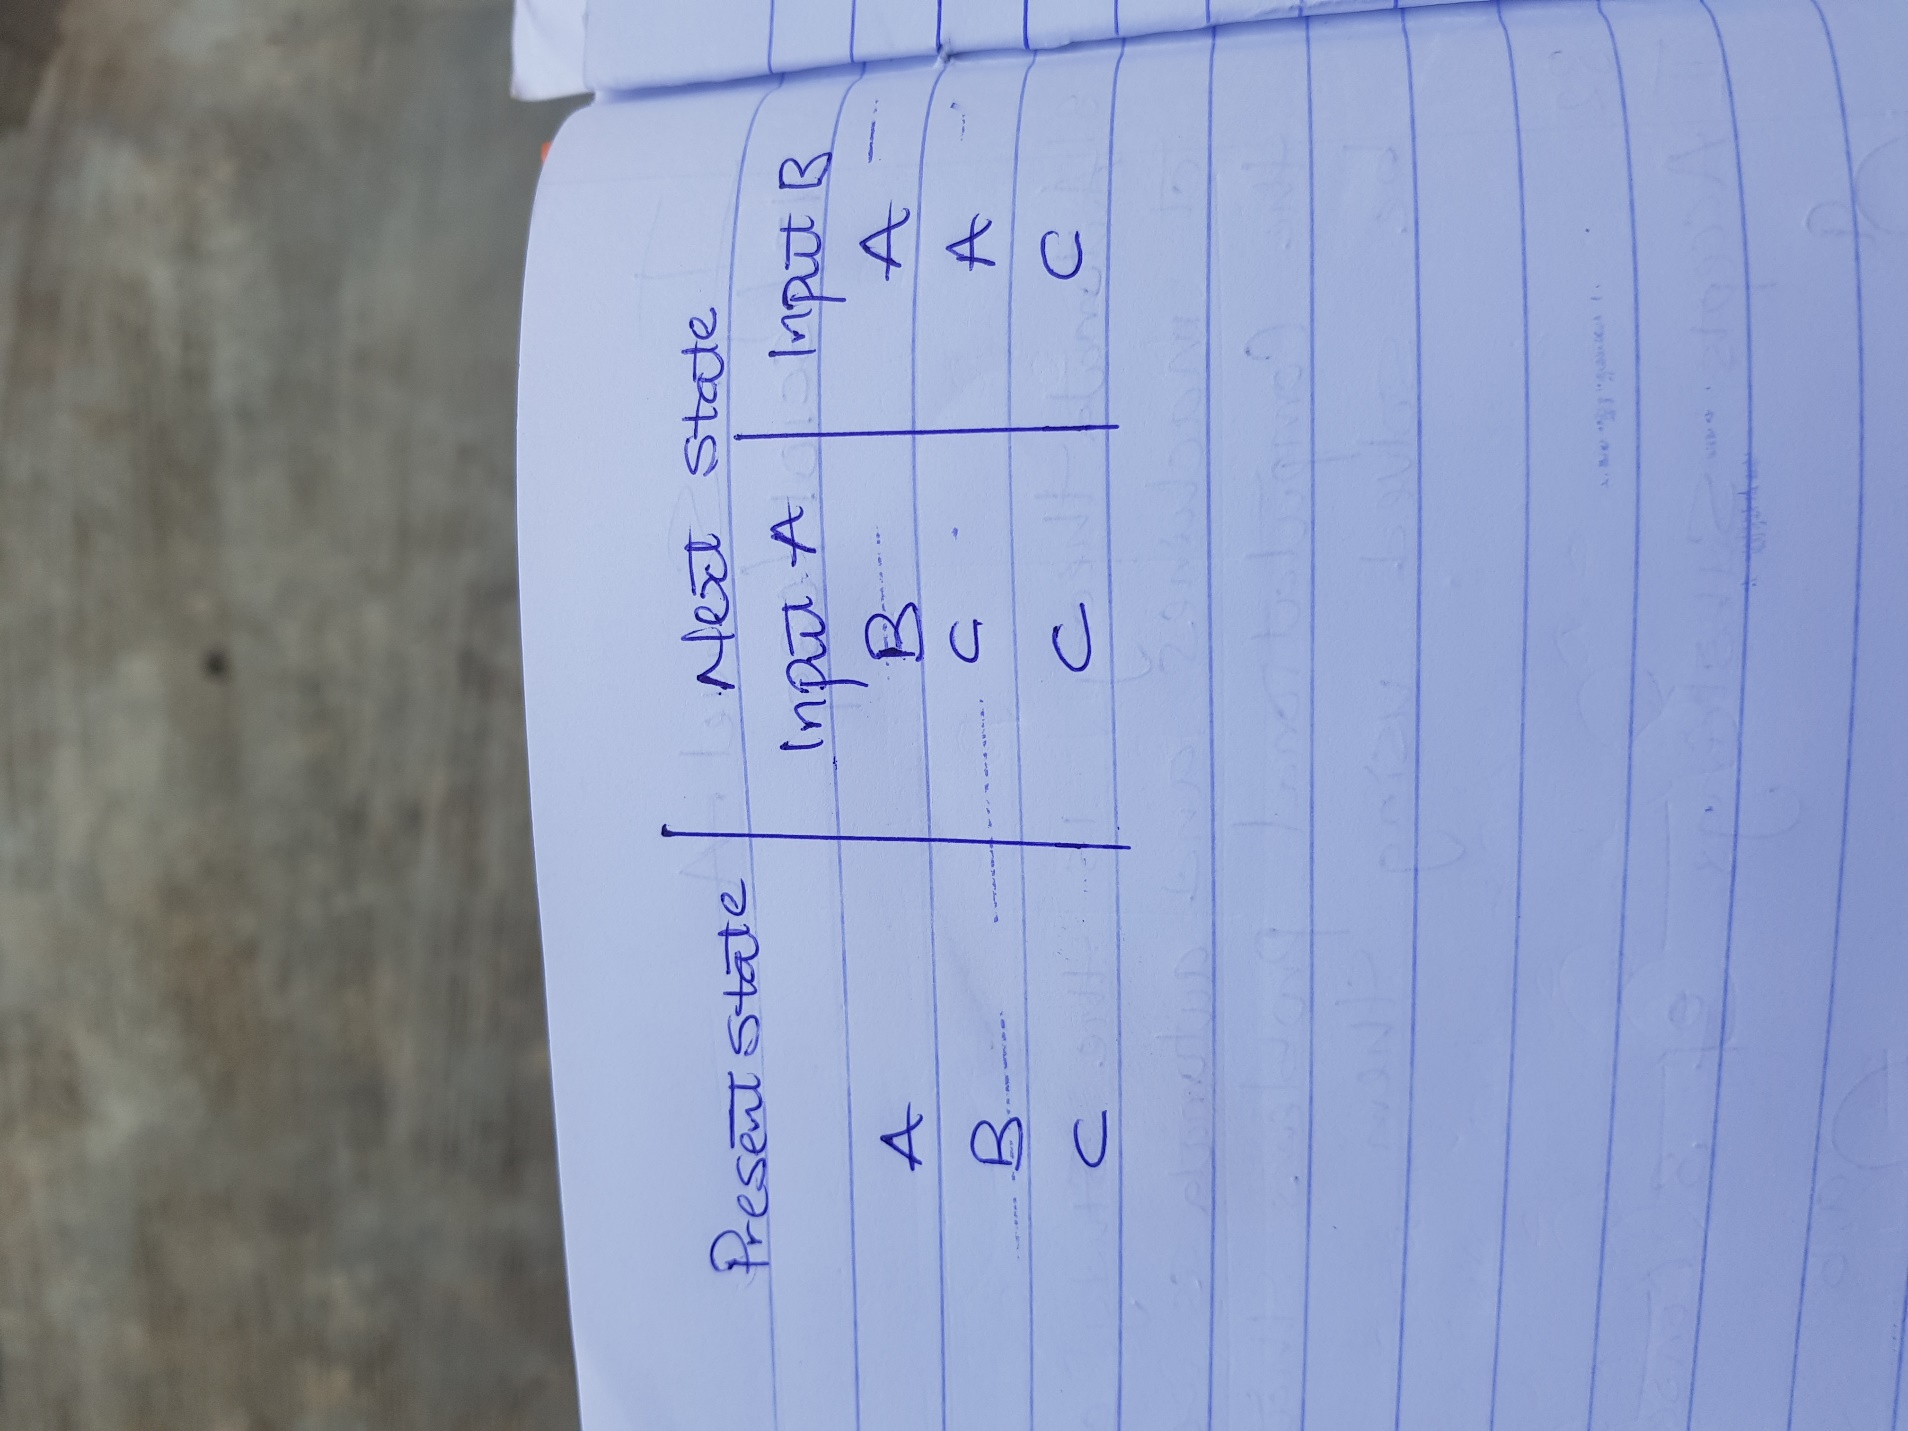 Present state Next state
Input A Input B
A B A
B C A
C C C